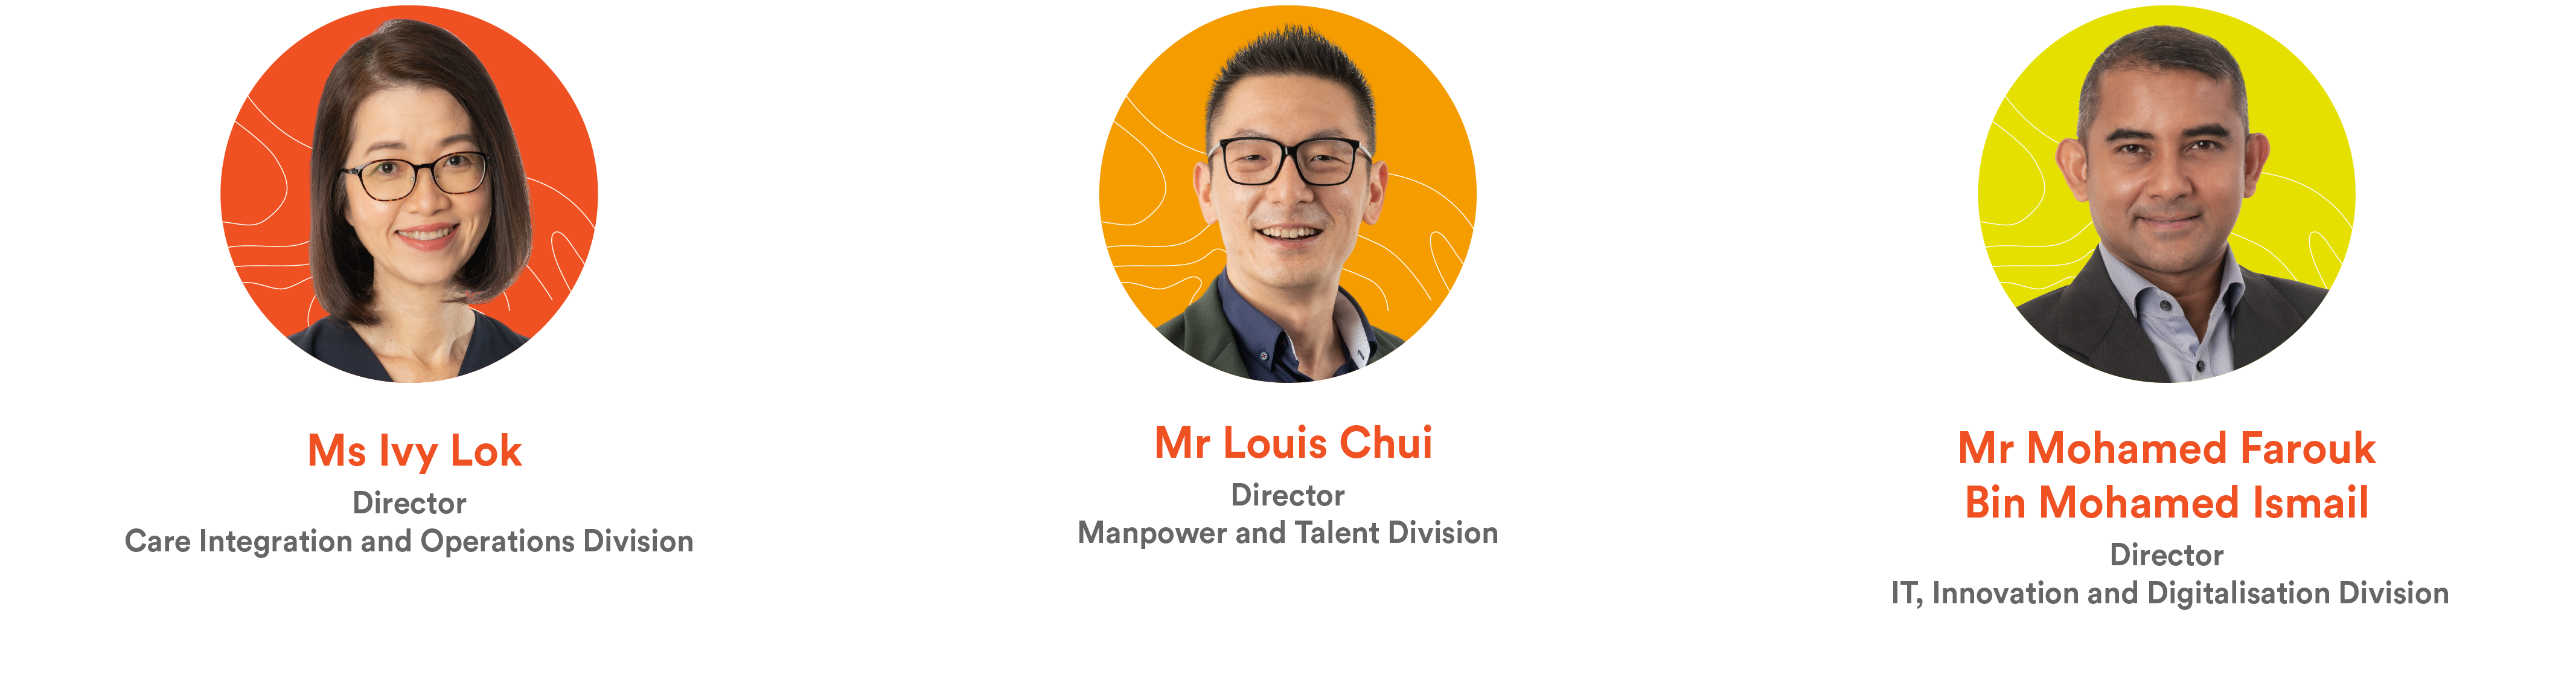 Ms Ivy Lok
Director
Care Integration and Operations Division
Mr Louis Chui
Director
Manpower and Talent Division
Mr Mohamed Farouk
Bin Mohamed Ismail
Director
IT, Innovation and Digitalisation Division